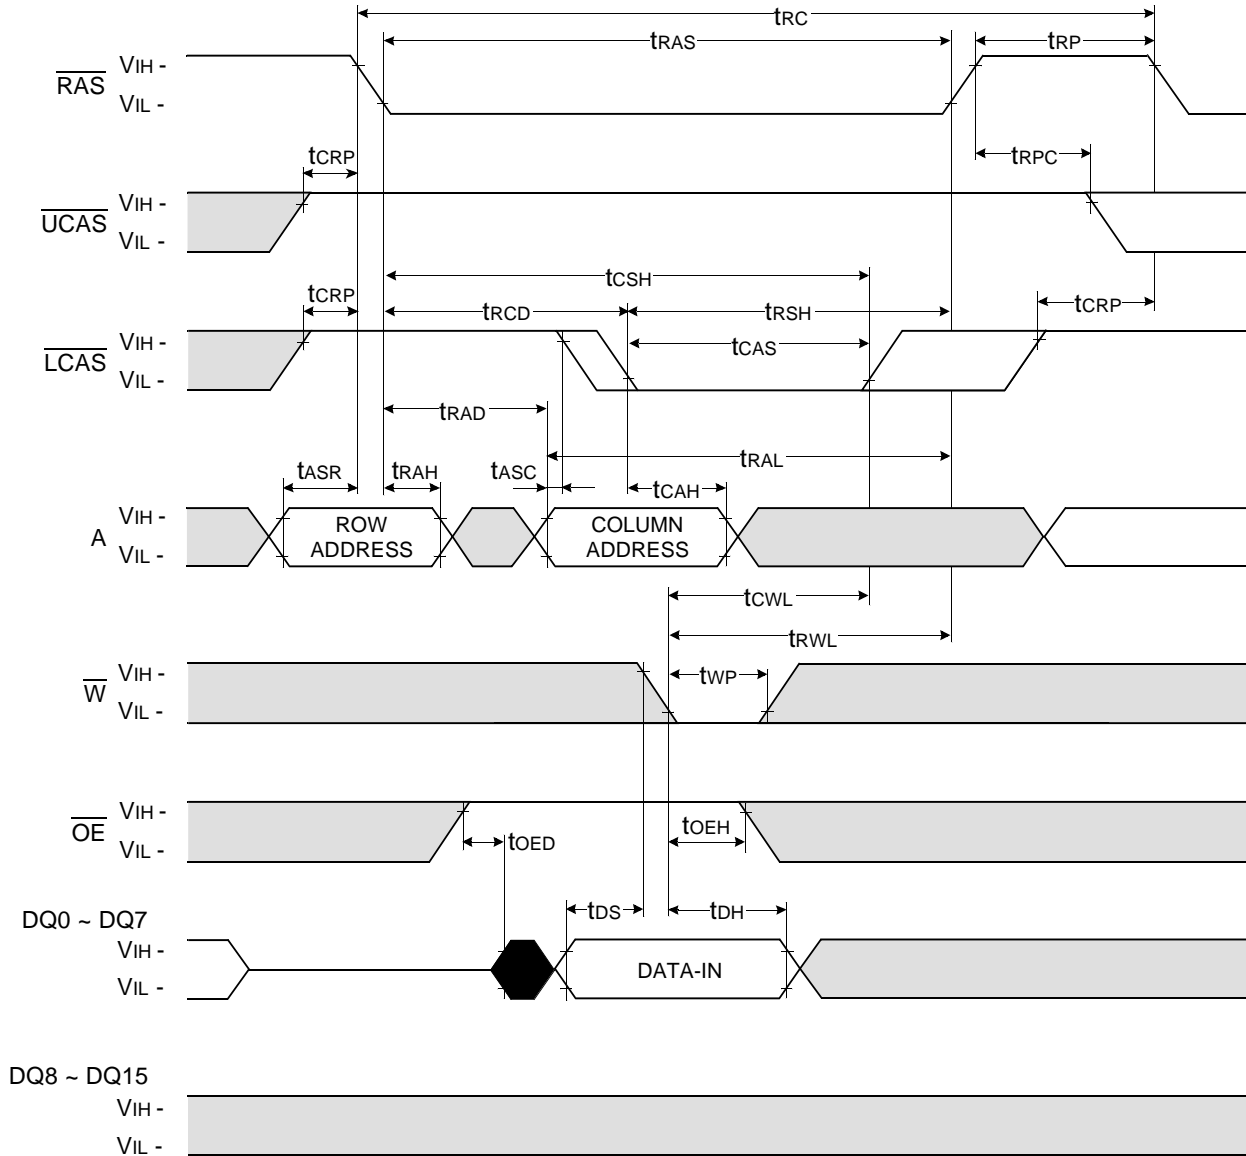 tRC
tRAS
tRP
RAS
VIH -
VIL -
tCRP
tRPC
UCAS
VIH -
VIL -
tCSH
tCRP
tRCD
tRSH
tCRP
LCAS
VIH -
VIL -
tCAS
tRAD
tRAL
tASR
tRAH
tASC
tCAH
A
VIH -
VIL -
ROW
ADDRESS
COLUMN
ADDRESS
tCWL
tRWL
W
VIH -
VIL -
tWP
OE
VIH -
VIL -
tOED
tOEH
DQ0 ~ DQ7
VIH -
VIL -
tDS
tDH
DATA-IN
DQ8 ~ DQ15
VIH -
VIL -